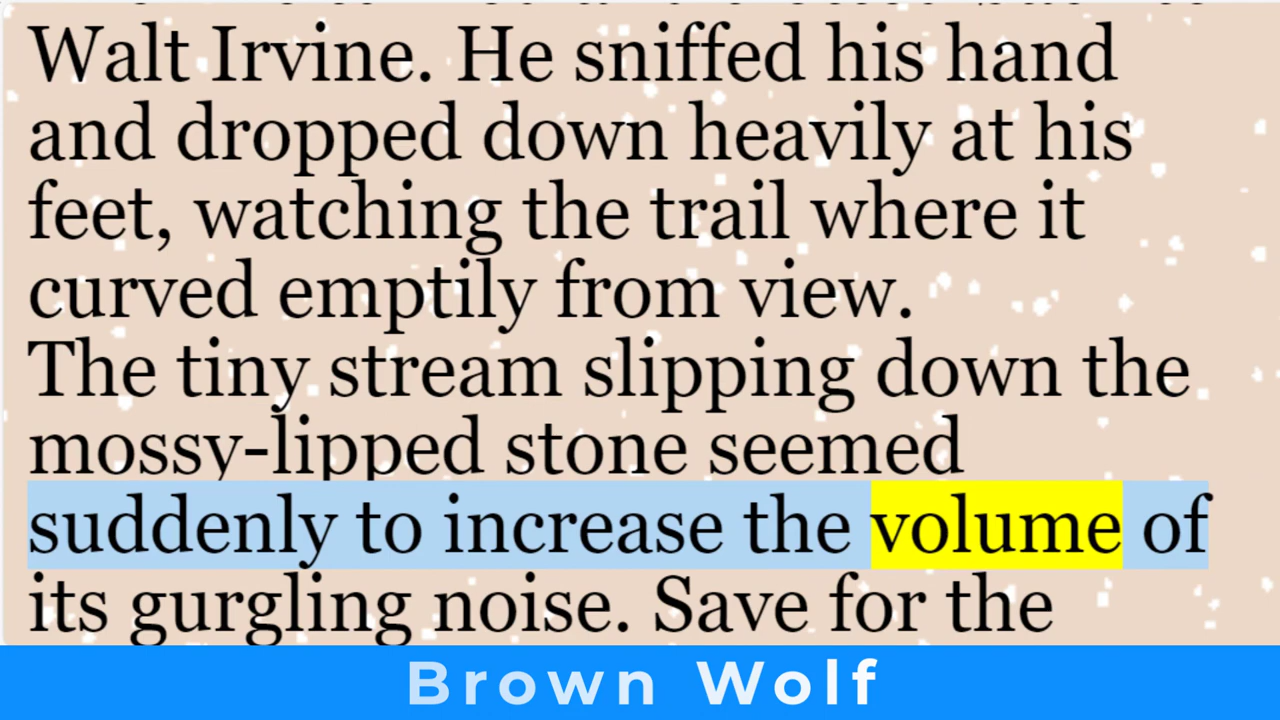 Walt Irvine. He sniffed his hand
and dropped down heavily at his
feet, watching the trail where it
curved emptily from view.
The tiny stream slipping down the
mossy-lipped stone seemed
suddenly to increase the volume of
its gurgling noise. Save for the
Brown Wolf